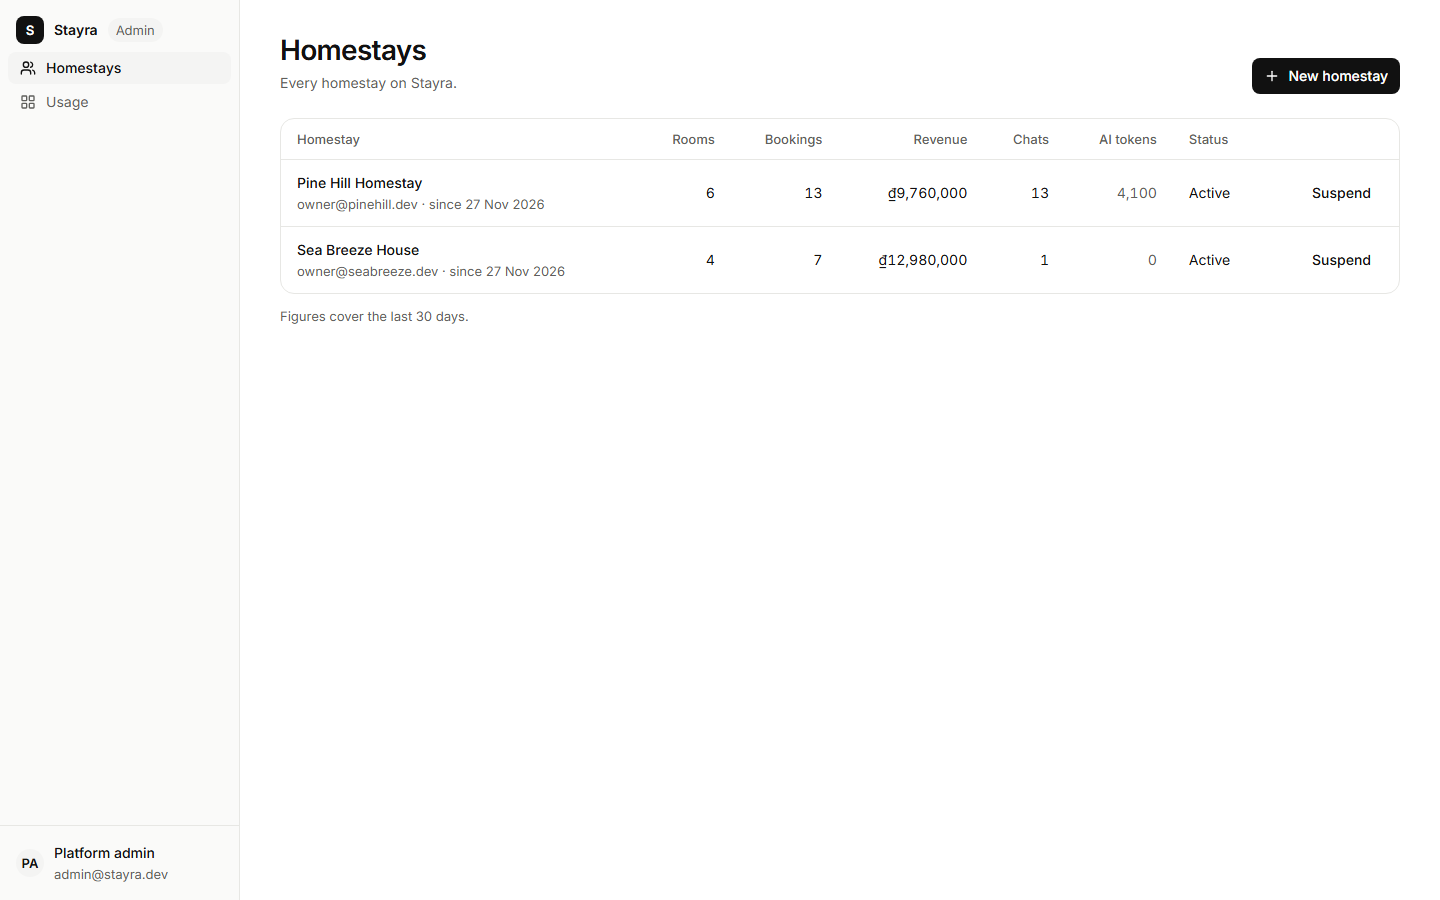 S Stayra Admin
Homestays
Usage
Homestays
Every homestay on Stayra.
New homestay
Homestay Rooms Bookings Revenue Chats AI tokens Status
Pine Hill Homestay
owner@pinehill.dev · since 27 Nov 2026
6 13 ₫9,760,000 13 4,100 Active Suspend
Sea Breeze House
owner@seabreeze.dev · since 27 Nov 2026
4 7 ₫12,980,000 1 0 Active Suspend
Figures cover the last 30 days.
PA Platform admin
admin@stayra.dev